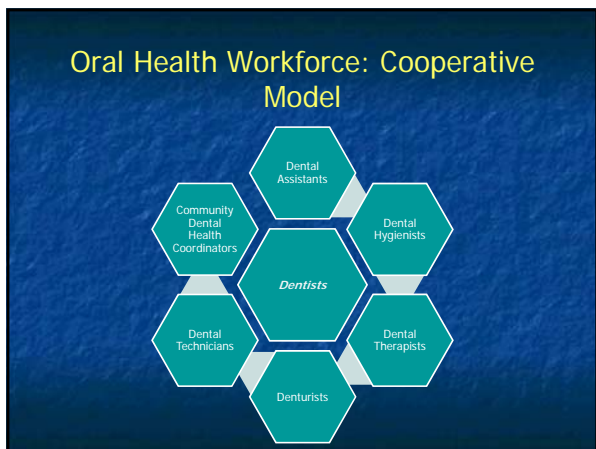 Oral Health Workforce: Cooperative
Model
Dental
Assistants
Community
Dental
Health
Coordinators
Dental
Hygienists
Dentists
Dental
Technicians
Dental
Therapists
Denturists